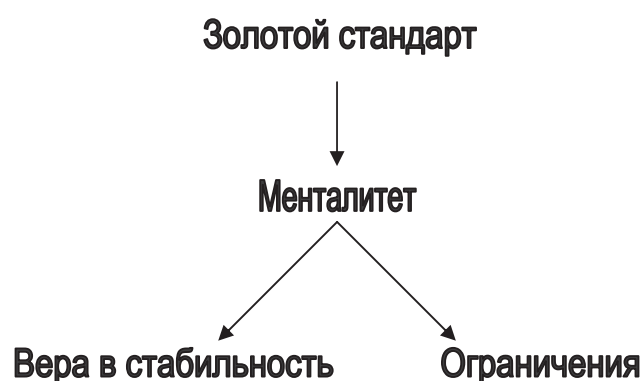 Золотой стандарт
Менталитет
Вера в стабильность
Ограничения